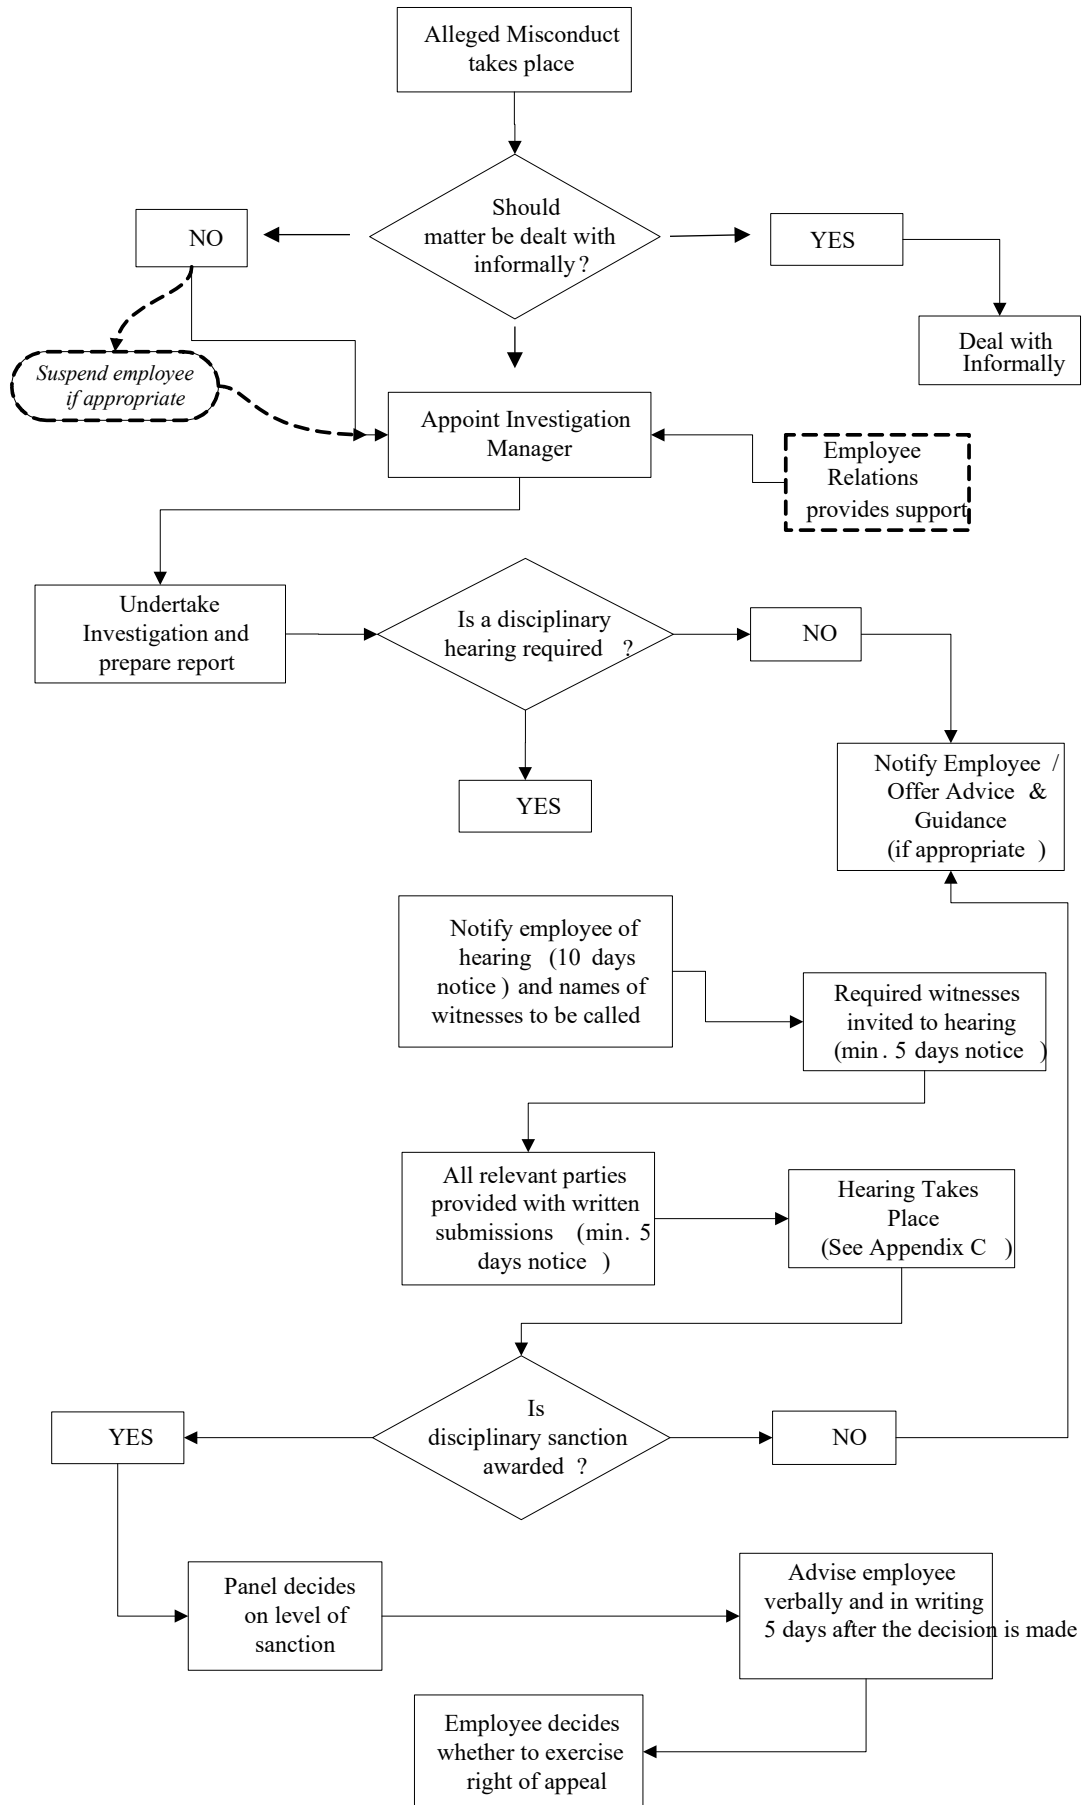 Alleged Misconduct
takes place
Should
matter be dealt with
informally ?
NO
YES
Deal with
Informally
Suspend employee
if appropriate
Appoint Investigation
Manager
Employee
Relations
provides support
Undertake
Investigation and
prepare report
Is a disciplinary
hearing required ?
NO
YES
Notify Employee /
Offer Advice &
Guidance
(if appropriate )
Notify employee of
hearing (10 days
notice ) and names of
witnesses to be called
Required witnesses
invited to hearing
(min. 5 days notice )
All relevant parties
provided with written
submissions (min. 5
days notice )
Hearing Takes
Place
(See Appendix C )
Is
disciplinary sanction
awarded ?
YES
NO
Panel decides
on level of
sanction
Advise employee
verbally and in writing
5 days after the decision is made
Employee decides
whether to exercise
right of appeal